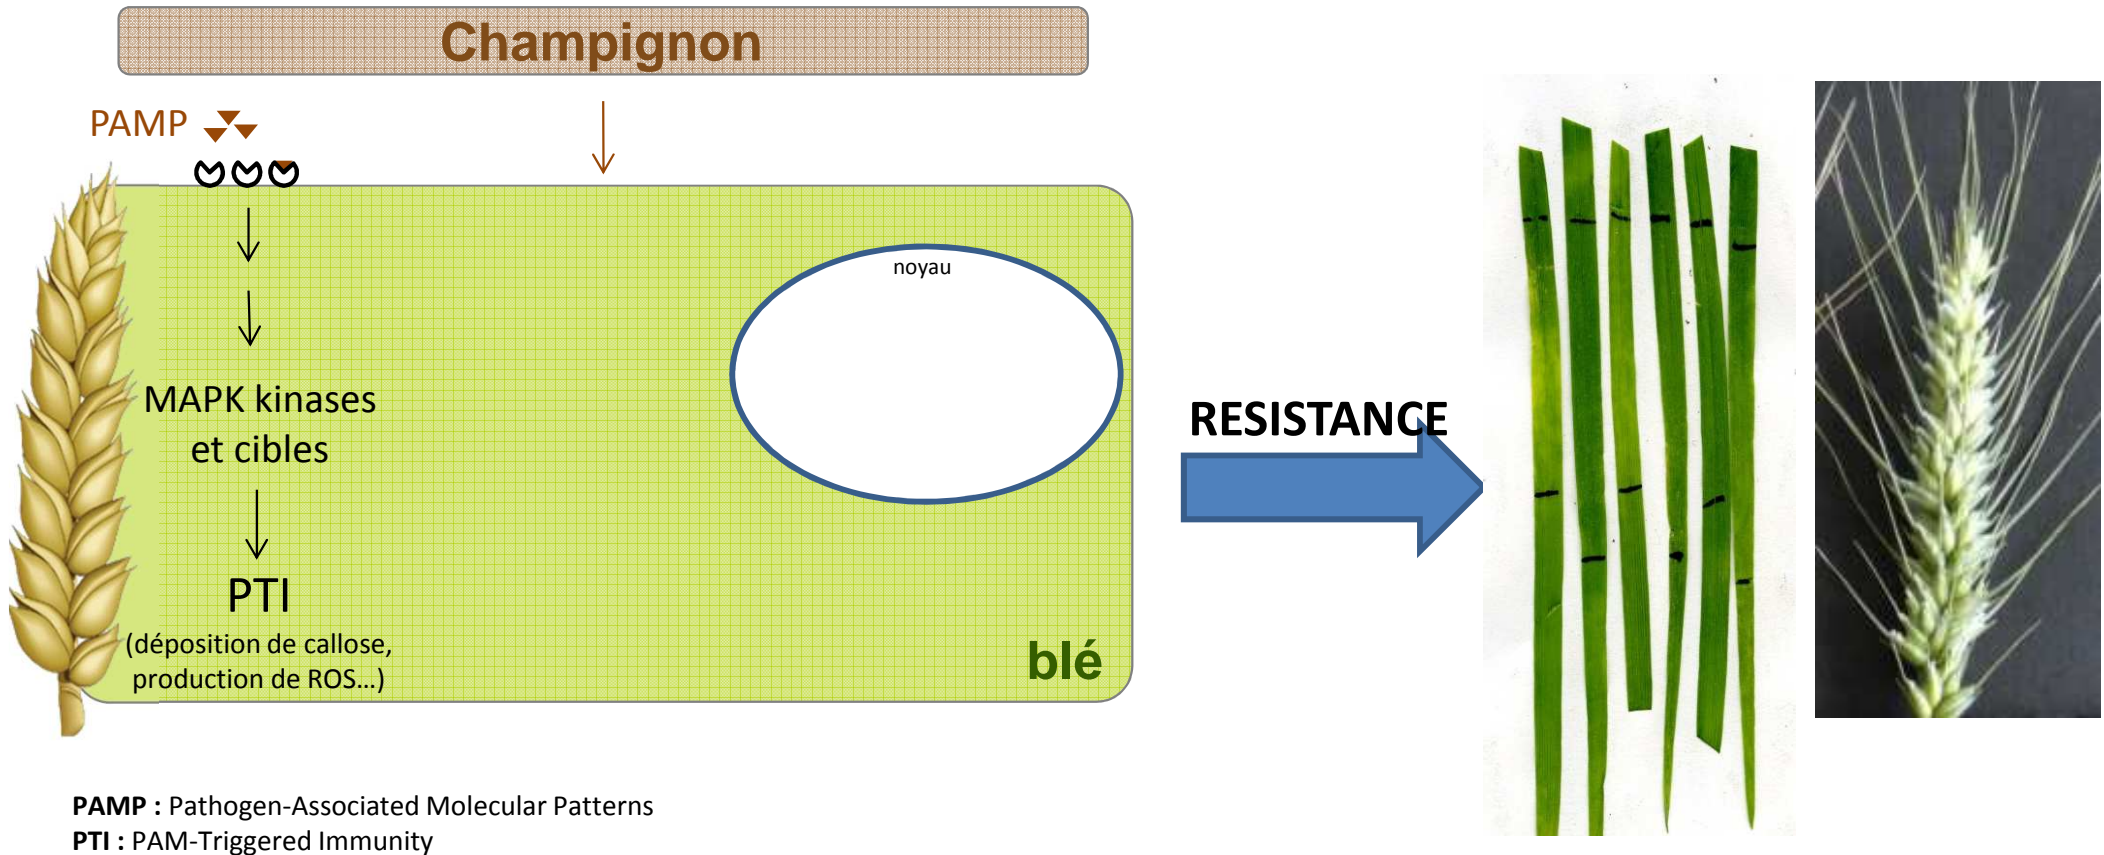 Champignon
PAMP
noyau
MAPK kinases
et cibles
RESISTANCE
PTI
(déposition de callose,
production de ROS...)
blé
PAMP : Pathogen-Associated Molecular Patterns
PTI : PAM-Triggered Immunity